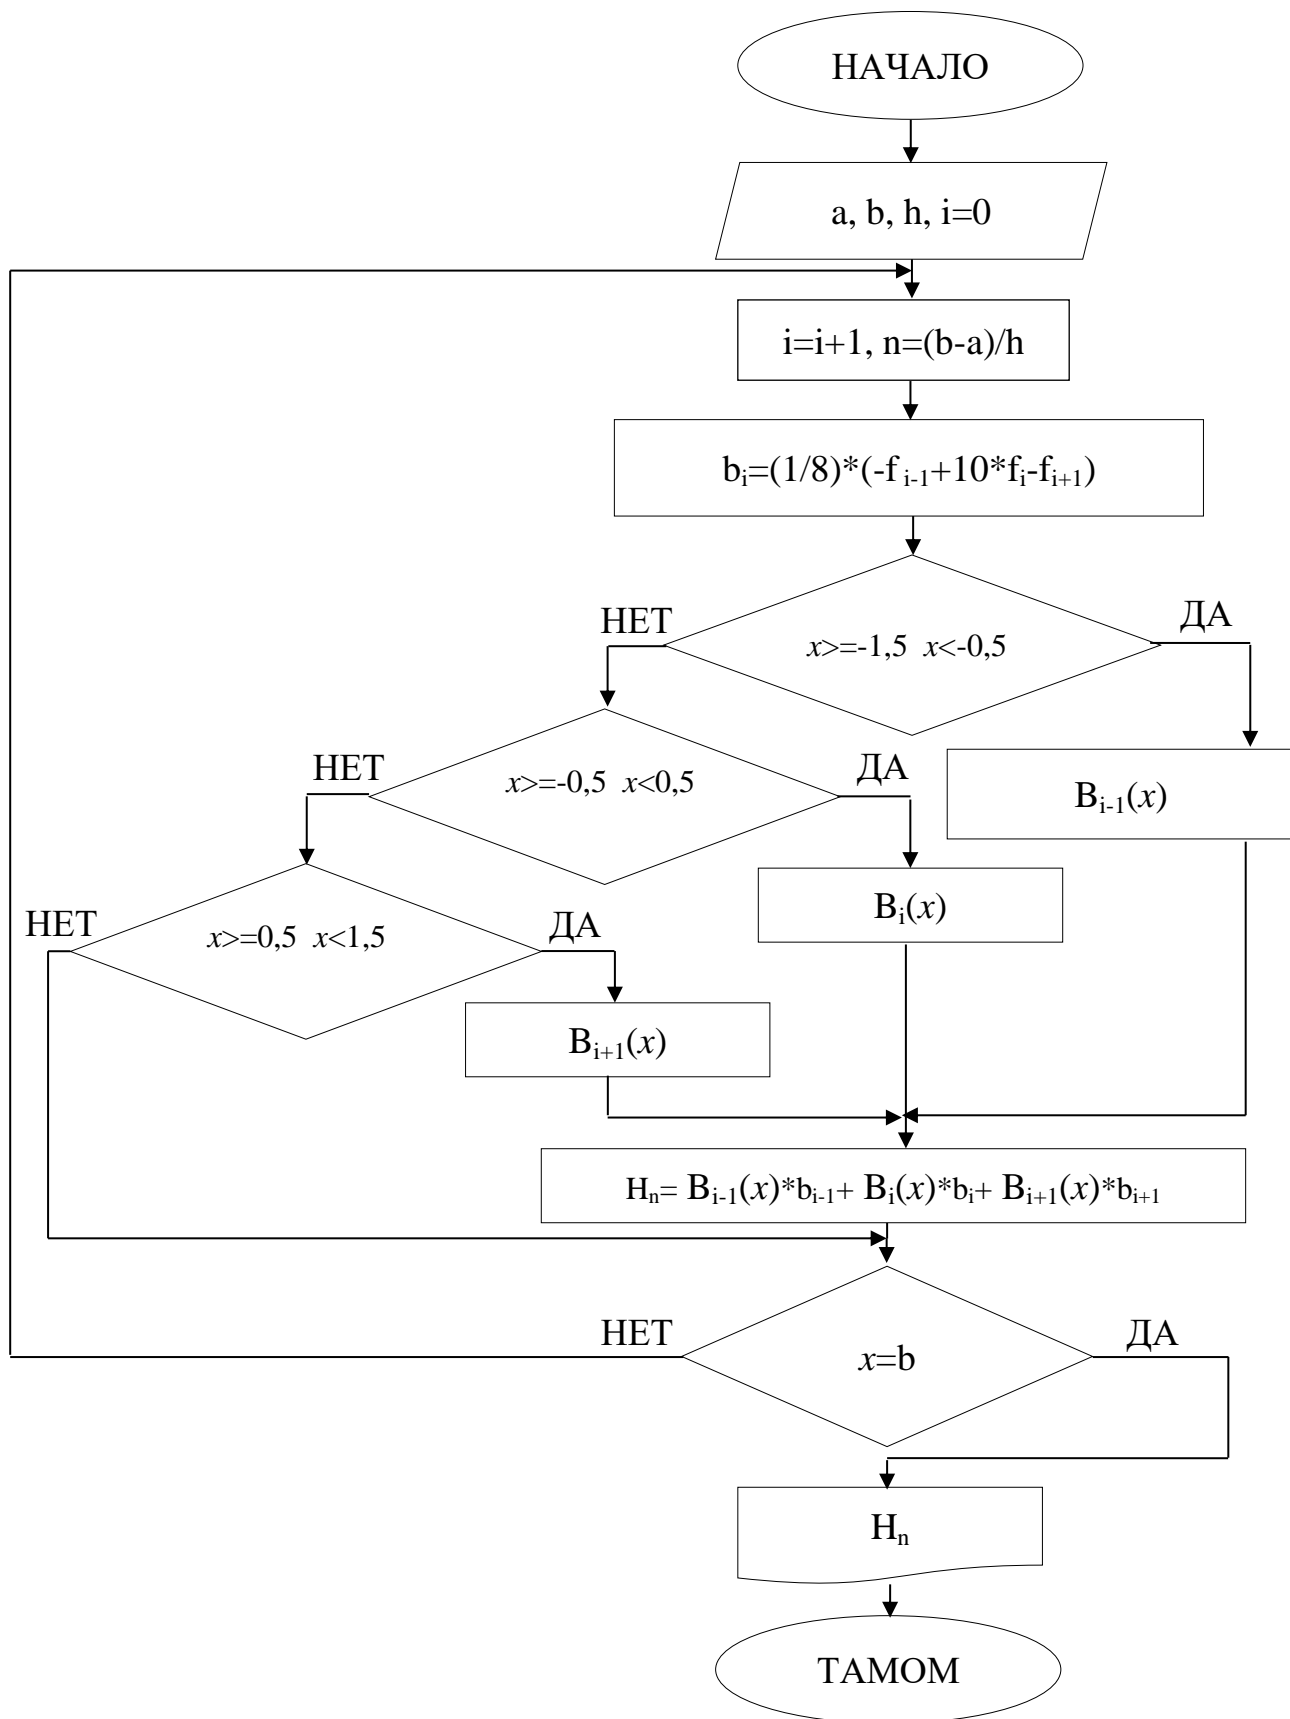 НАЧАЛО
a, b, h, i=0
i=i+1, n=(b-a)/h
bᵢ=(1/8)*(-f ᵢ₋₁+10*fᵢ-fᵢ₊₁)
НЕТ
ДА
x>=-1,5 x<-0,5
НЕТ
ДА
x>=-0,5 x<0,5
Bᵢ₋₁(x)
НЕТ
ДА
x>=0,5 x<1,5
Bᵢ(x)
Bᵢ₊₁(x)
Hₙ= Bᵢ₋₁(x)*bᵢ₋₁+ Bᵢ(x)*bᵢ+ Bᵢ₊₁(x)*bᵢ₊₁
НЕТ
ДА
x=b
Hₙ
ТАМОМ